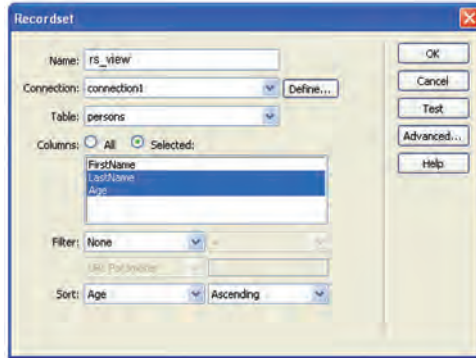 Recordset
Name: rs_view
OK
Connection: connection1 Define...
Cancel
Table: persons
Test
Columns: All Selected:
Advanced...
FirstName
Help
LastName
Age
Filter: None =
URL Parameter
Sort: Age Ascending